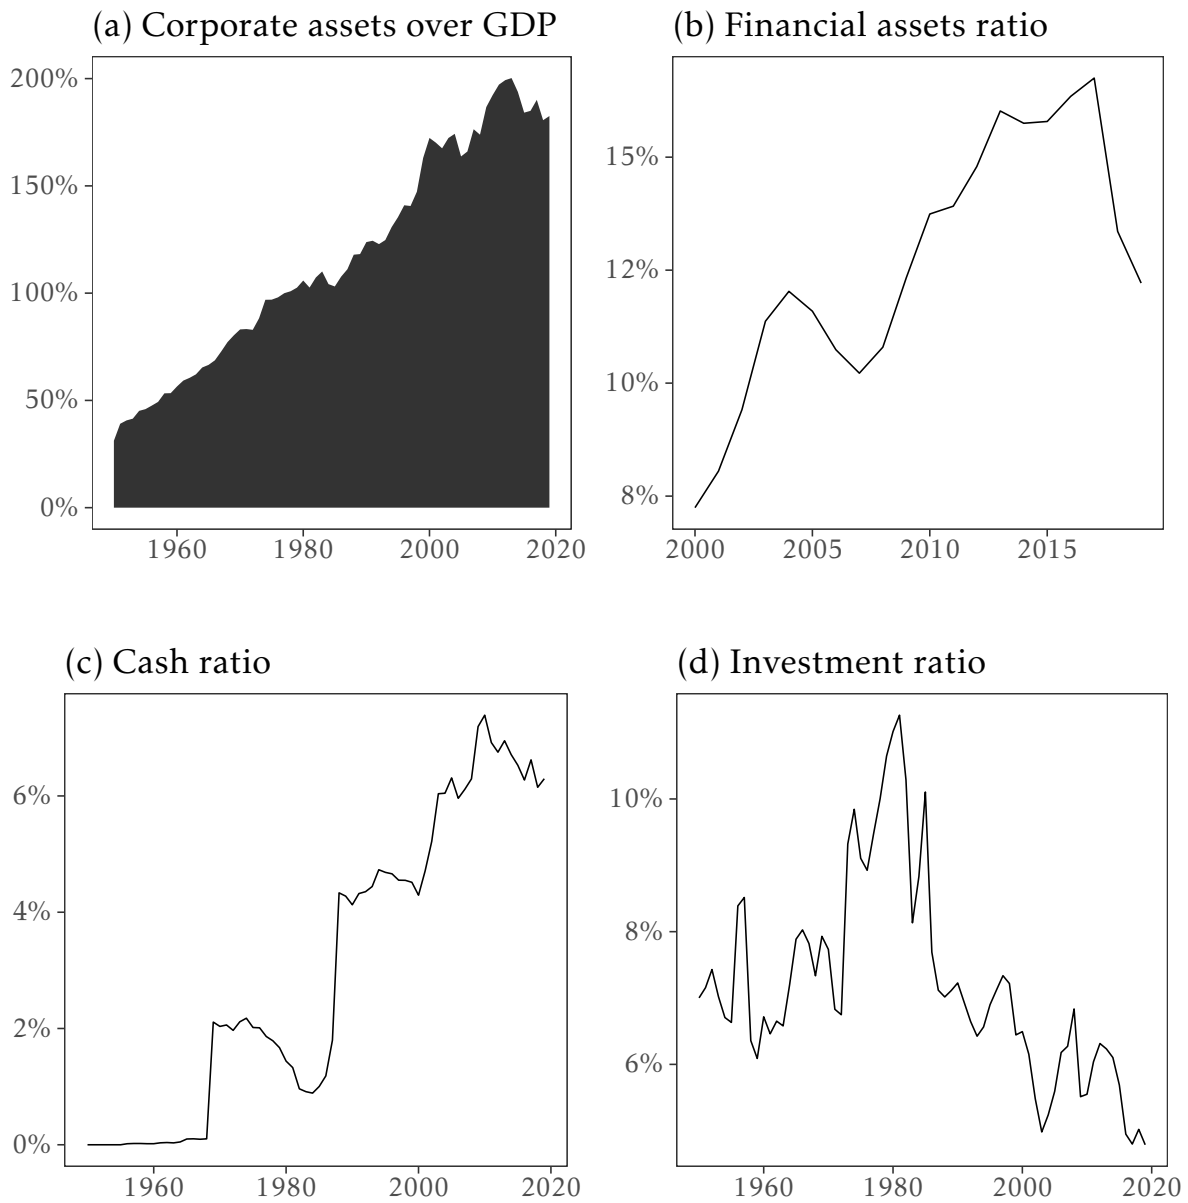 (a) Corporate assets over GDP
200%
150%
100%
50%
0%
1960 1980 2000 2020
(b) Financial assets ratio
15%
12%
10%
8%
2000 2005 2010 2015
(c) Cash ratio
6%
4%
2%
0%
1960 1980 2000 2020
(d) Investment ratio
10%
8%
6%
1960 1980 2000 2020